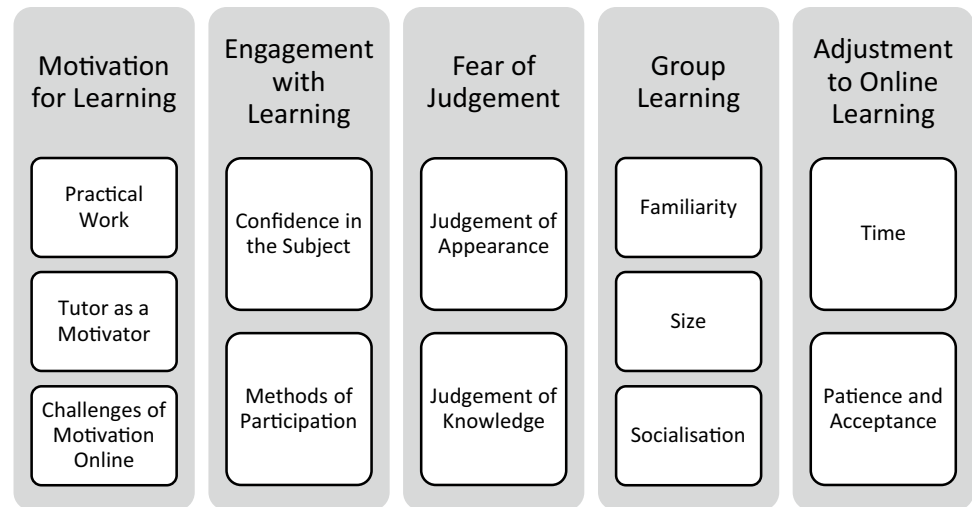 Motivation
for Learning
Practical
Work
Tutor as a
Motivator
Challenges of
Motivation
Online
Engagement
with
Learning
Confidence in
the Subject
Methods of
Participation
Fear of
Judgement
Judgement of
Appearance
Judgement of
Knowledge
Group
Learning
Familiarity
Size
Socialisation
Adjustment
to Online
Learning
Time
Patience and
Acceptance